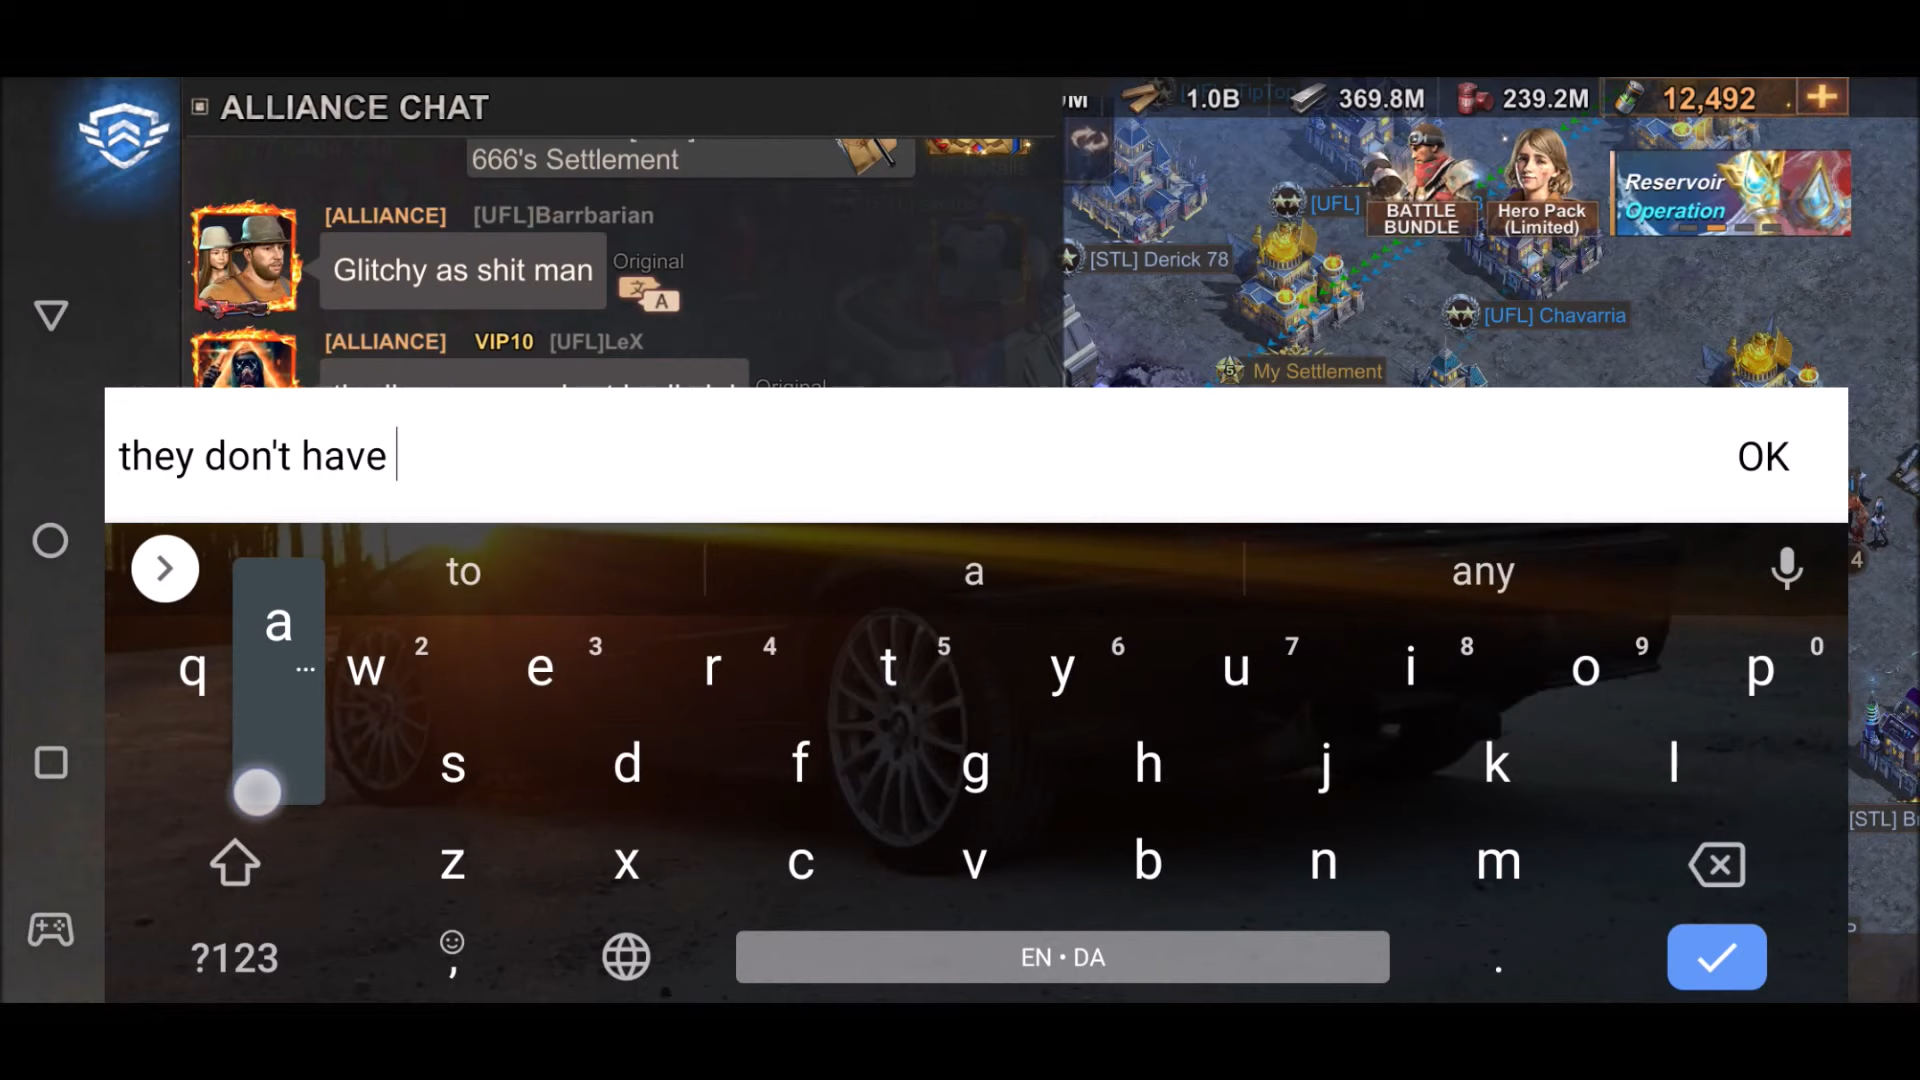 ALLIANCE CHAT
1.0B
369.8M
239.2M
12,492
666's Settlement
[ALLIANCE] [UFL]Barrbarian
Glitchy as shit man
Original
[ALLIANCE] VIP10 [UFL]LeX
Original
[UFL]
BATTLE
BUNDLE
Hero Pack
(Limited)
Reservoir
Operation
[STL] Derick 78
[UFL] Chavarria
5 My Settlement
they don't have
OK
to a any
a
...
q w 2 e 3 r 4 t 5 y 6 u 7 i 8 o 9 p 0
s d f g h j k l
z x c v b n m
?123 , EN • DA .
4
[STL]